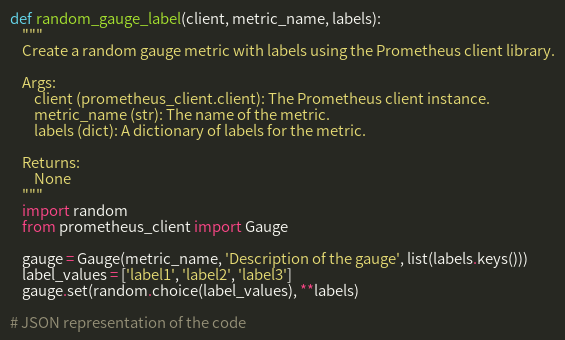 def random_gauge_label(client, metric_name, labels):
    """
    Create a random gauge metric with labels using the Prometheus client library.

    Args:
        client (prometheus_client.client): The Prometheus client instance.
        metric_name (str): The name of the metric.
        labels (dict): A dictionary of labels for the metric.

    Returns:
        None
    """
    import random
    from prometheus_client import Gauge

    gauge = Gauge(metric_name, 'Description of the gauge', list(labels.keys()))
    label_values = ['label1', 'label2', 'label3']
    gauge.set(random.choice(label_values), **labels)

# JSON representation of the code